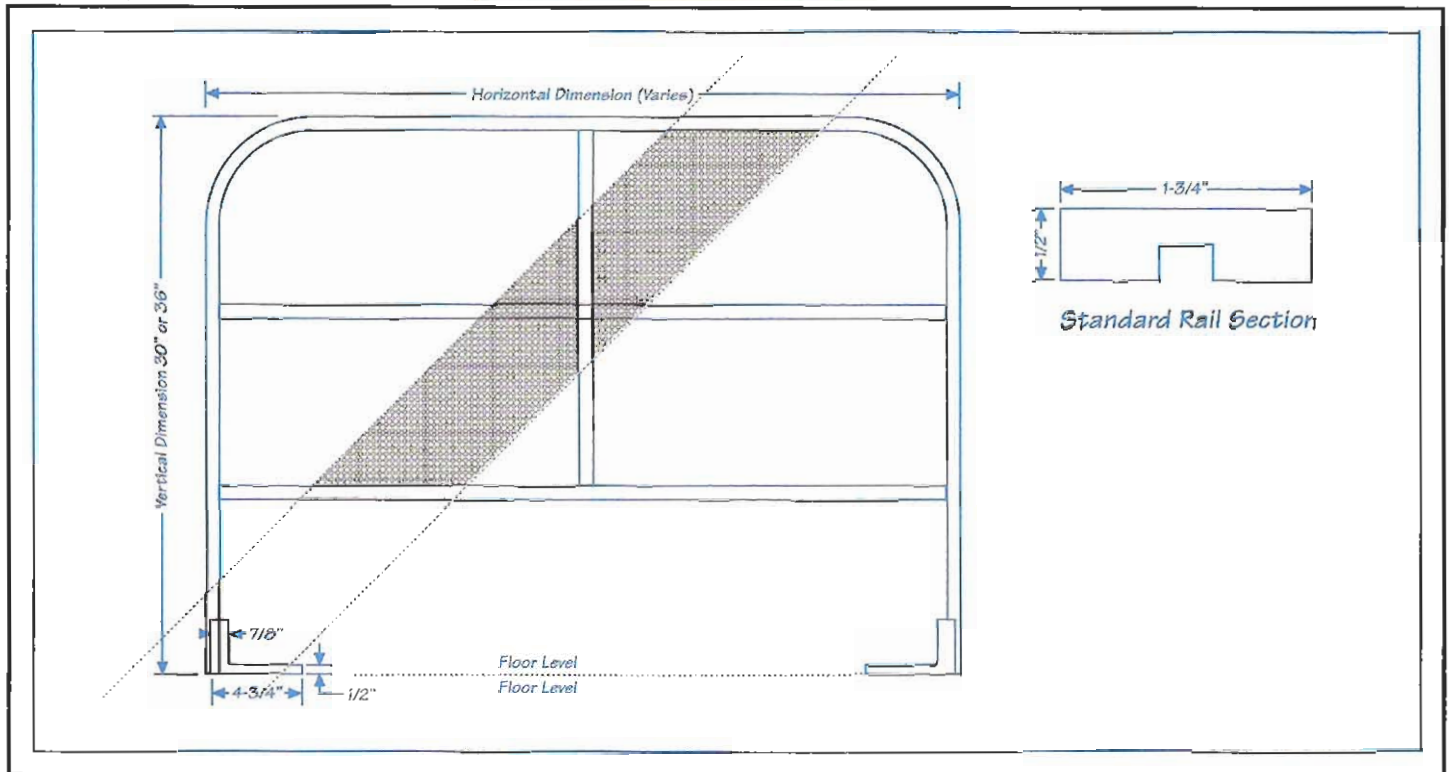 Horizontal Dimension (Varies)
1-3/4"
1/2"
Standard Rail Section
Vertical Dimension 30" or 36"
7/8"
Floor Level
4-3/4"
1/2"
Floor Level